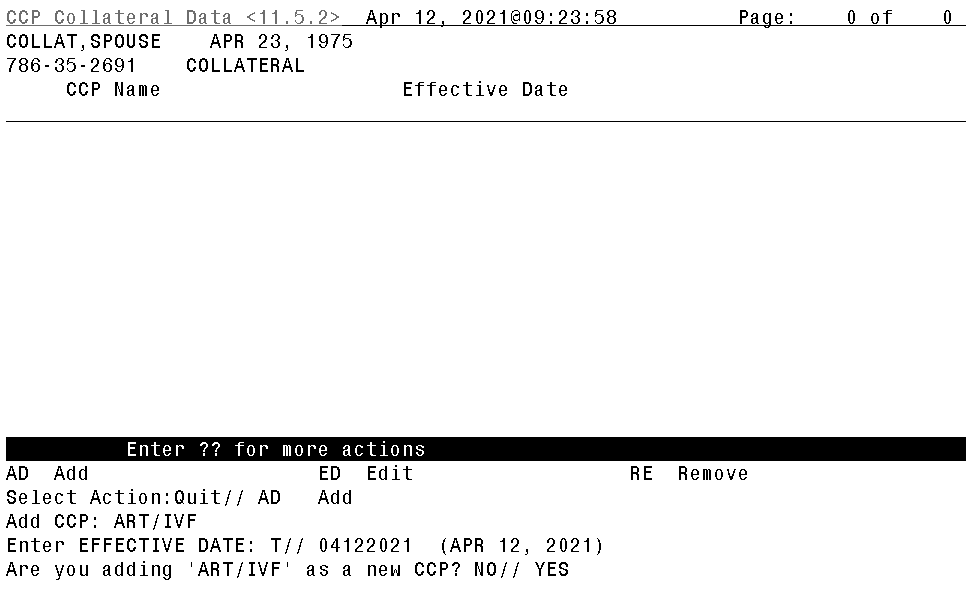 CCP Collateral Data <11.5.2>  Apr 12, 2021@09:23:58          Page:    0 of    0
COLLAT,SPOUSE    APR 23, 1975
786-35-2691    COLLATERAL
     CCP Name                    Effective Date
          Enter ?? for more actions
AD  Add                   ED  Edit                  RE  Remove
Select Action:Quit// AD   Add
Add CCP: ART/IVF
Enter EFFECTIVE DATE: T// 04122021  (APR 12, 2021)
Are you adding 'ART/IVF' as a new CCP? NO// YES